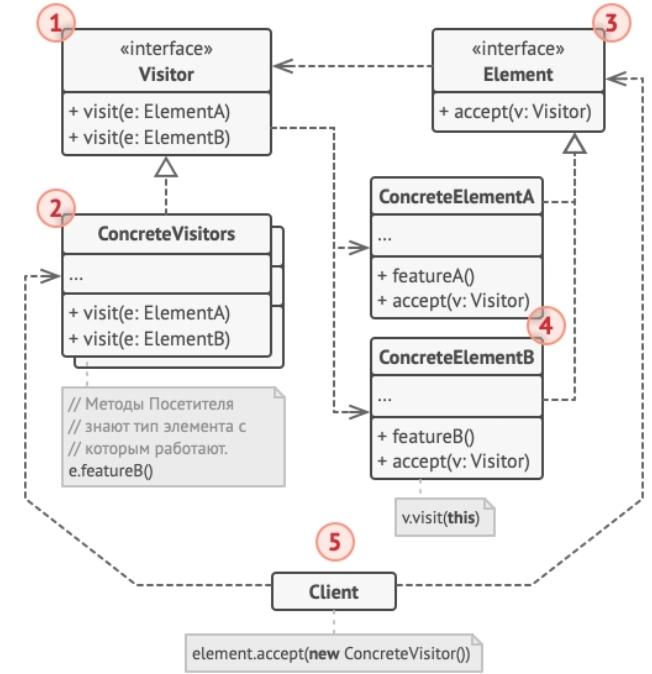 1
«interface»
Visitor
+ visit(e: ElementA)
+ visit(e: ElementB)
3
«interface»
Element
+ accept(v: Visitor)
2
ConcreteVisitors
...
+ visit(e: ElementA)
+ visit(e: ElementB)
// Методы Посетителя
// знают тип элемента с
// которым работают.
e.featureB()
ConcreteElementA
...
+ featureA()
+ accept(v: Visitor)
4
ConcreteElementB
...
+ featureB()
+ accept(v: Visitor)
v.visit(this)
5
Client
element.accept(new ConcreteVisitor())